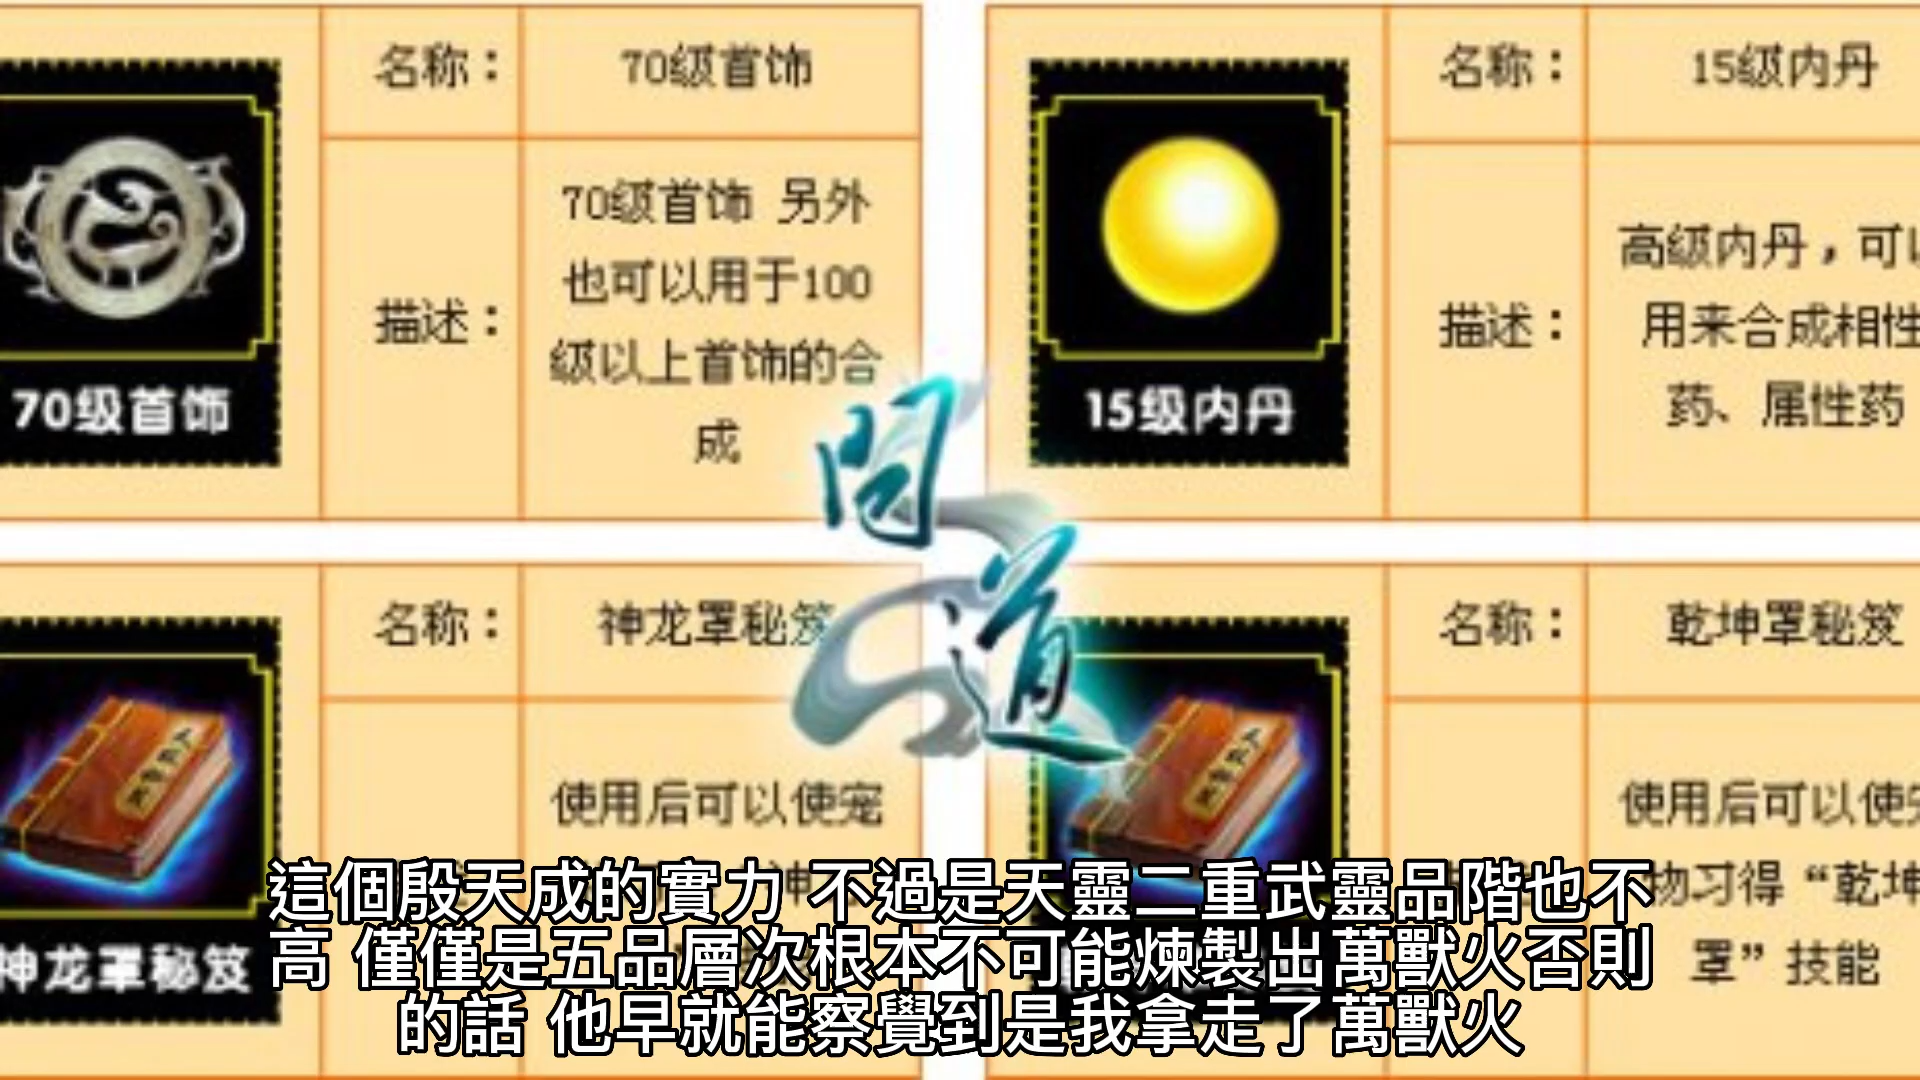 名称：
70级首饰
描述：
70级首饰 另外
也可以用于100
级以上首饰的合
成
70级首饰
名称：
15级内丹
描述：
高级内丹，可
用来合成相性
药、属性药
15级内丹
問道
名称：
神龙罩秘笈
使用后可以使宠
神龙罩秘笈
名称：
乾坤罩秘笈
使用后可以使
物习得“乾坤
罩”技能
這個殷天成的實力 不過是天靈二重武靈品階也不
高 僅僅是五品層次根本不可能煉製出萬獸火否則
的話 他早就能察覺到是我拿走了萬獸火